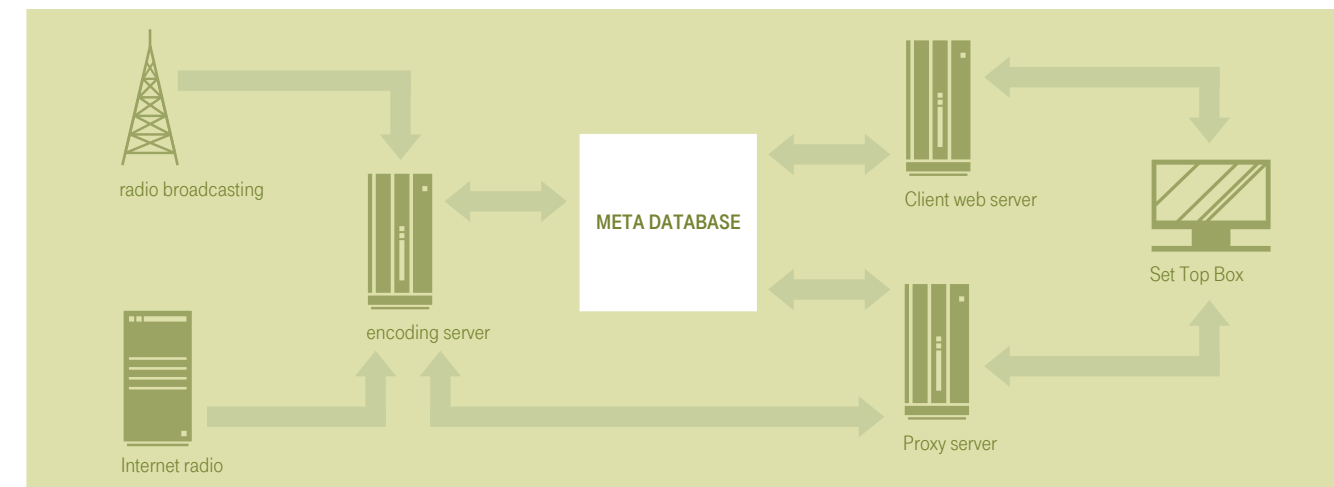 radio broadcasting
encoding server
Internet radio
META DATABASE
Client web server
Set Top Box
Proxy server